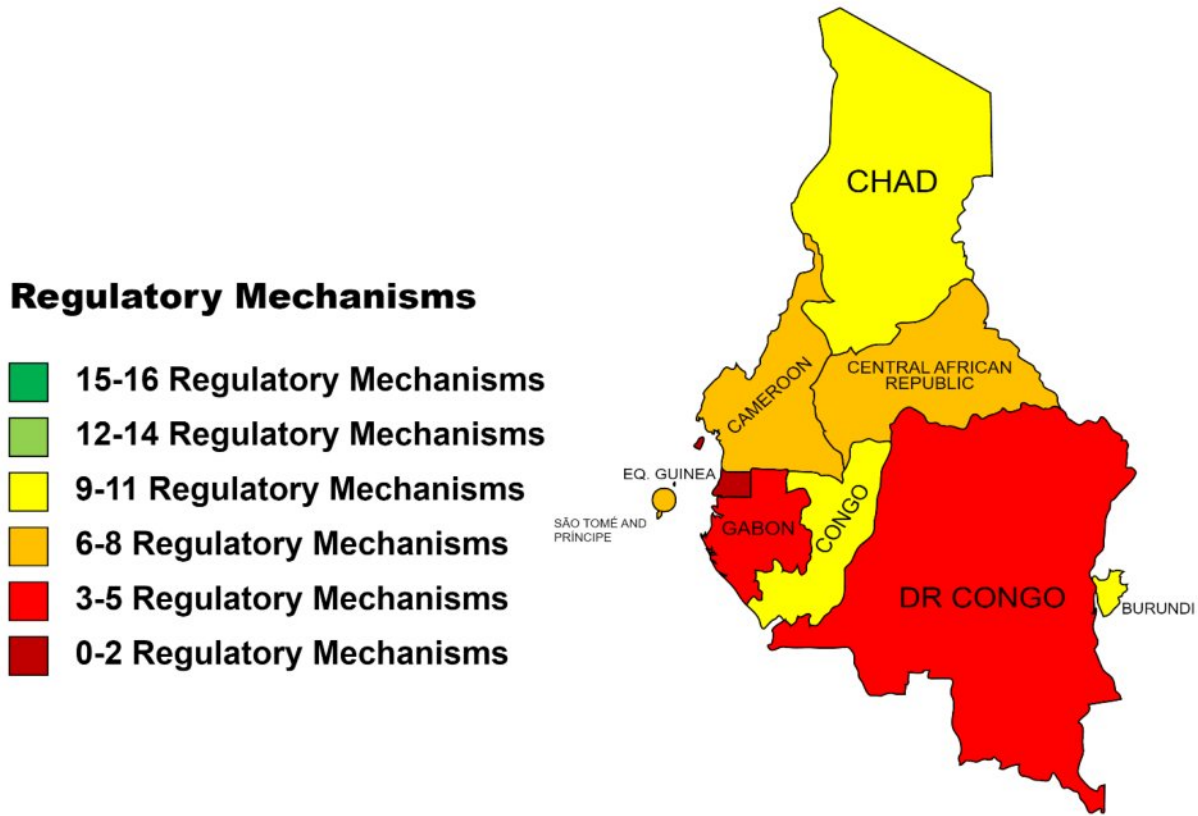 Regulatory Mechanisms
15-16 Regulatory Mechanisms
12-14 Regulatory Mechanisms
9-11 Regulatory Mechanisms
6-8 Regulatory Mechanisms
3-5 Regulatory Mechanisms
0-2 Regulatory Mechanisms
CHAD
CENTRAL AFRICAN
REPUBLIC
CAMEROON
EQ. GUINEA
SÃO TOMÉ AND
PRÍNCIPE
GABON
CONGO
DR CONGO
BURUNDI